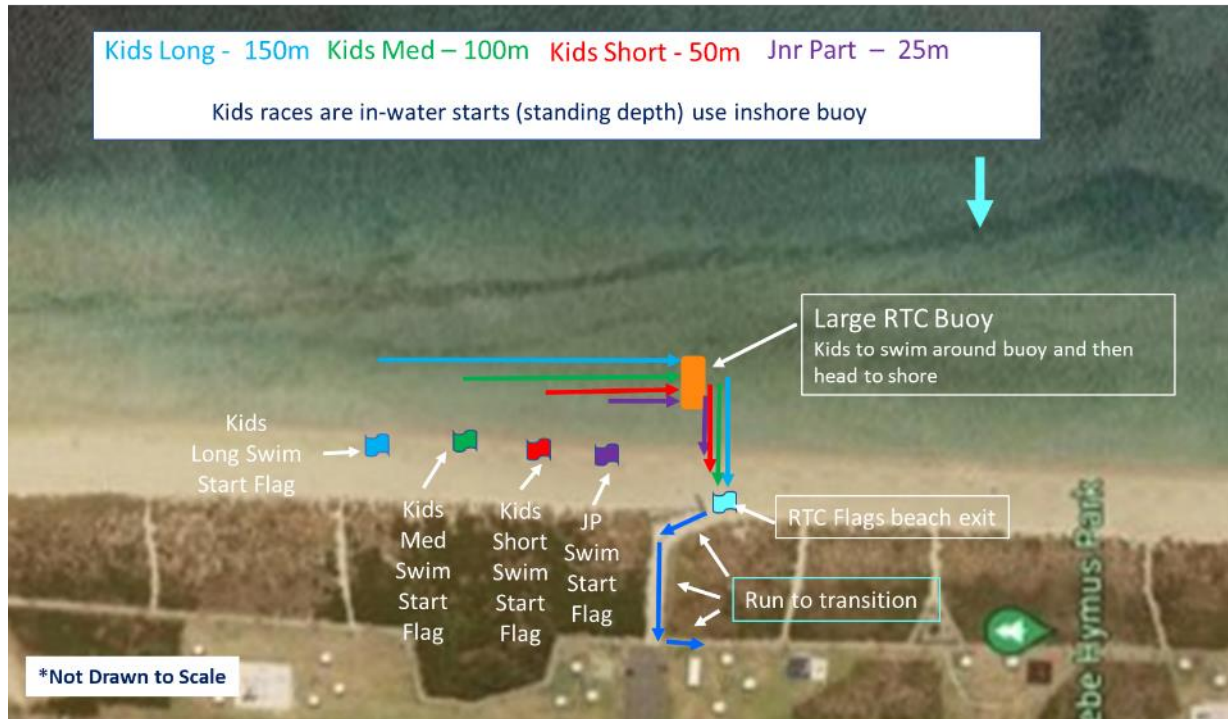 Kids Long - 150m Kids Med – 100m Kids Short - 50m Jnr Part – 25m
Kids races are in-water starts (standing depth) use inshore buoy
Large RTC Buoy
Kids to swim around buoy and then
head to shore
Kids
Long Swim
Start Flag
Kids
Med
Swim
Start
Flag
Kids
Short
Swim
Start
Flag
JP
Swim
Start
Flag
RTC Flags beach exit
Run to transition
ebe Hymus Park
*Not Drawn to Scale